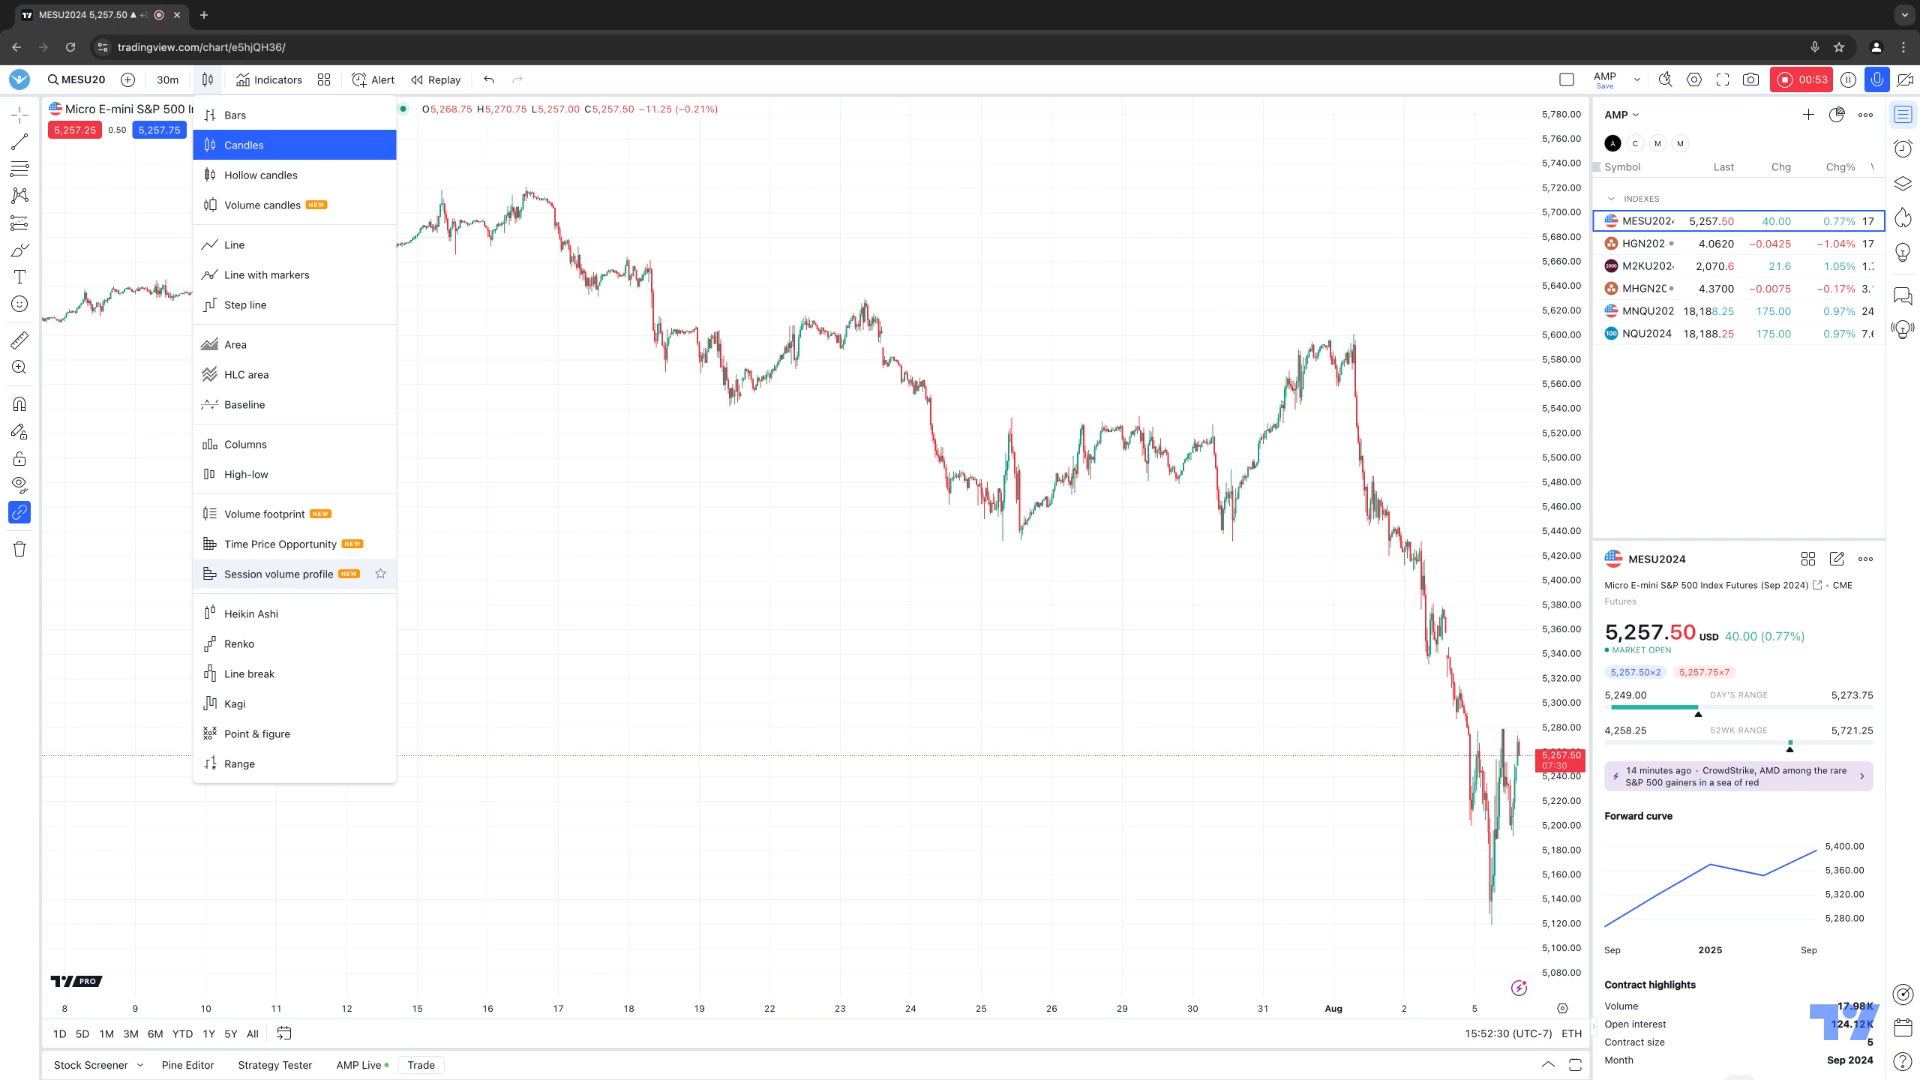 MESU2024 5,257.50 ▲
tradingview.com/chart/e5hjQH36/
MESU20 30m Indicators Alert Replay
AMP
Save
00:53
Micro E-mini S&P 500
O5,268.75 H5,270.75 L5,257.00 C5,257.50 −11.25 (−0.21%)
5,257.25 0.50 5,257.75
Bars
Candles
Hollow candles
Volume candles NEW
Line
Line with markers
Step line
Area
HLC area
Baseline
Columns
High-low
Volume footprint NEW
Time Price Opportunity NEW
Session volume profile NEW
Heikin Ashi
Renko
Line break
Kagi
Point & figure
Range
5,780.00
5,760.00
5,740.00
5,720.00
5,700.00
5,680.00
5,660.00
5,640.00
5,620.00
5,600.00
5,580.00
5,560.00
5,540.00
5,520.00
5,500.00
5,480.00
5,460.00
5,440.00
5,420.00
5,400.00
5,380.00
5,360.00
5,340.00
5,320.00
5,300.00
5,280.00
5,257.50
07:30
5,240.00
5,220.00
5,200.00
5,180.00
5,160.00
5,140.00
5,120.00
5,100.00
5,080.00
PRO
8 9 10 11 12 15 16 17 18 19 22 23 24 25 26 28 29 30 31 Aug 2 5
1D 5D 1M 3M 6M YTD 1Y 5Y All
15:52:30 (UTC-7) ETH
Stock Screener Pine Editor Strategy Tester AMP Live Trade
AMP
A C M M
Symbol Last Chg Chg%
INDEXES
MESU2024 5,257.50 40.00 0.77% 17
HGN202 4.0620 −0.0425 −1.04% 17
M2KU202 2,070.6 21.6 1.05% 1.
MHGN20 4.3700 −0.0075 −0.17% 3.
MNQU202 18,188.25 175.00 0.97% 24
100 NQU2024 18,188.25 175.00 0.97% 7.
MESU2024
Micro E-mini S&P 500 Index Futures (Sep 2024) • CME
Futures
5,257.50 USD 40.00 (0.77%)
MARKET OPEN
5,257.50×2 5,257.75×7
5,249.00 DAY'S RANGE 5,273.75
4,258.25 52WK RANGE 5,721.25
14 minutes ago • CrowdStrike, AMD among the rare
S&P 500 gainers in a sea of red
Forward curve
5,400.00
5,360.00
5,320.00
5,280.00
Sep 2025 Sep
Contract highlights
Volume 17.98K
Open interest 124.12K
Contract size 5
Month Sep 2024